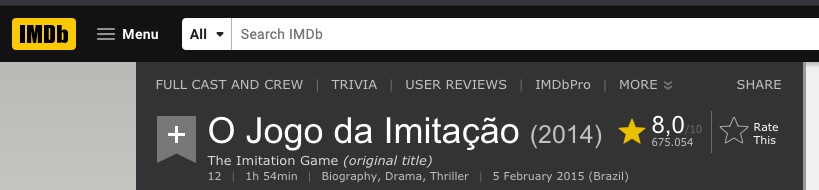 IMDb Menu All Search IMDb
FULL CAST AND CREW | TRIVIA | USER REVIEWS | IMDbPro | MORE SHARE
O Jogo da Imitação (2014) 8,0/10 Rate
675.054 This
The Imitation Game (original title)
12 | 1h 54min | Biography, Drama, Thriller | 5 February 2015 (Brazil)